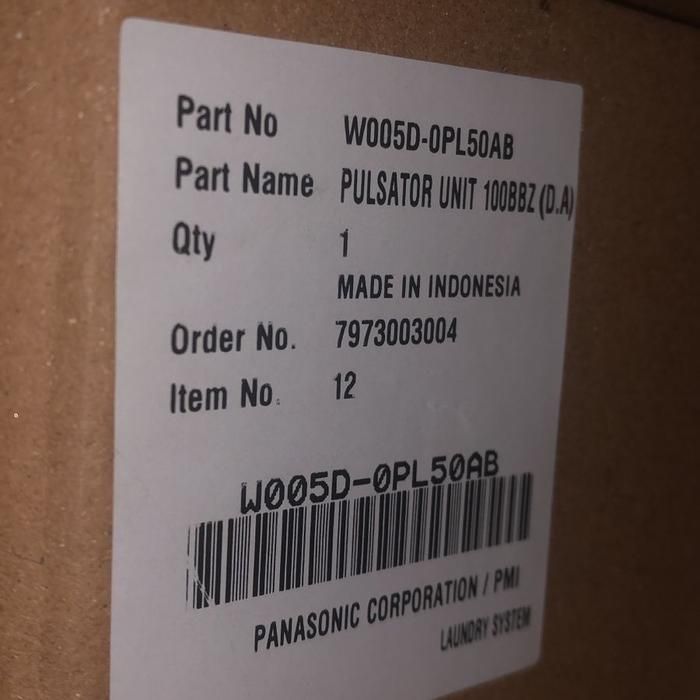 Part No W005D-0PL50AB
Part Name PULSATOR UNIT 100BBZ (D.A)
Qty 1
MADE IN INDONESIA
Order No. 7973003004
Item No. 12
W005D-0PL50AB
PANASONIC CORPORATION / PMI
LAUNDRY SYSTEM